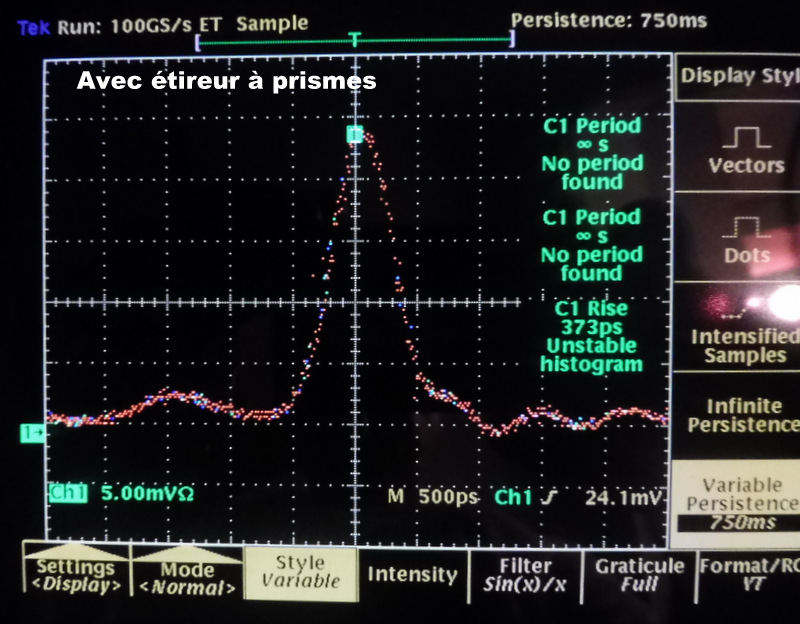 Tek Run: 100GS/s ET Sample
Persistence: 750ms
T
Avec étireur à prismes
Display Styl
C1 Period
∞ s
No period
found
C1 Period
∞ s
No period
found
C1 Rise
373ps
Unstable
histogram
Vectors
Dots
Intensified
Samples
Infinite
Persistence
Variable
Persistence
750ms
1→
Ch1 5.00mVΩ
M 500ps Ch1 ʃ 24.1mV
Settings
<Display>
Mode
<Normal>
Style
Variable
Intensity
Filter
Sin(x)/x
Graticule
Full
Format/RO
YT